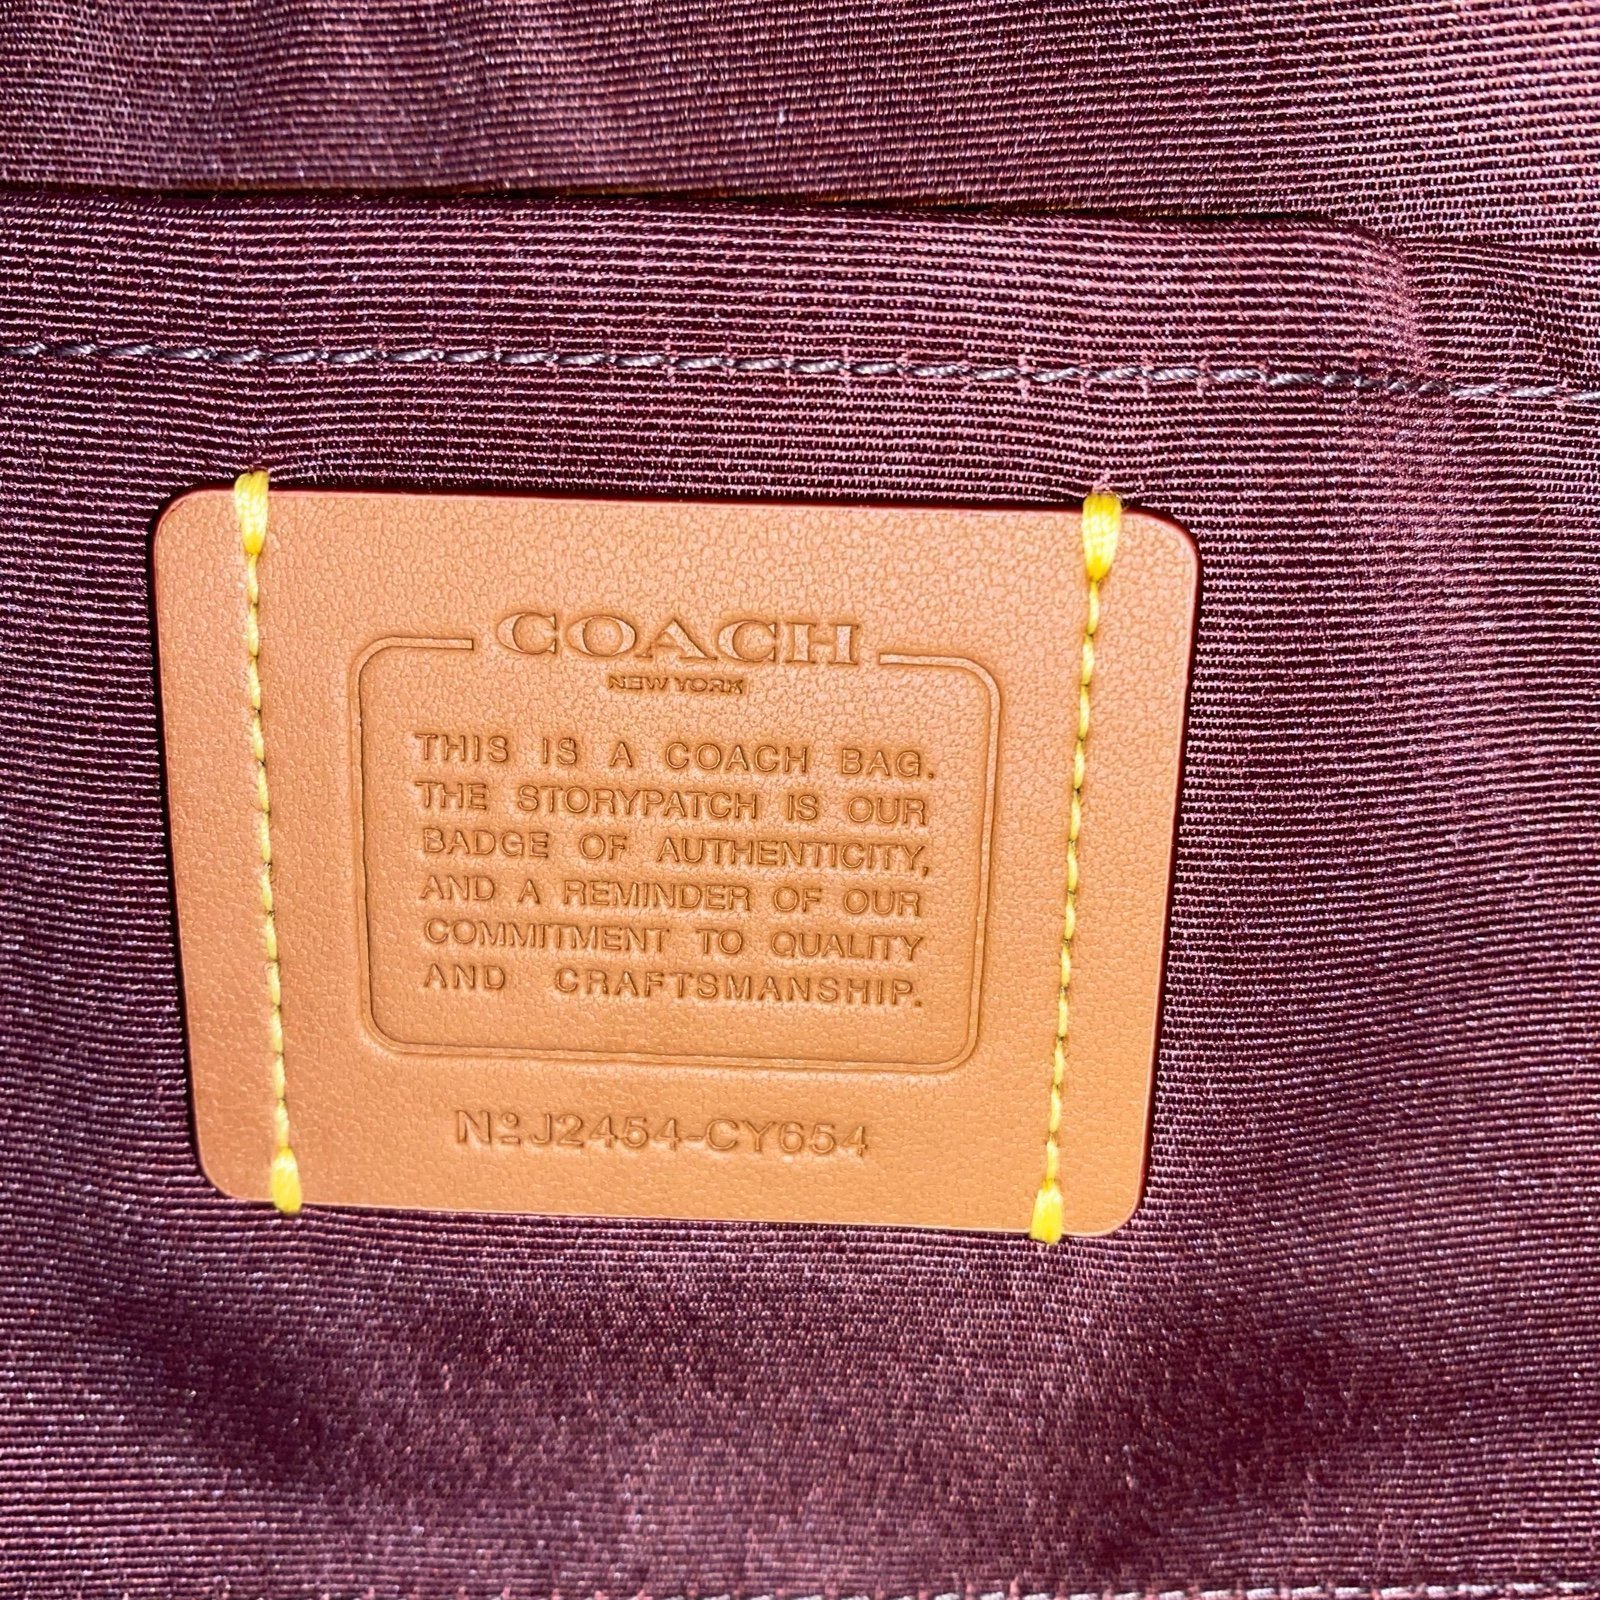 COACH
NEW YORK
THIS IS A COACH BAG.
THE STORYPATCH IS OUR
BADGE OF AUTHENTICITY,
AND A REMINDER OF OUR
COMMITMENT TO QUALITY
AND CRAFTSMANSHIP.
Nº J2454-CY654